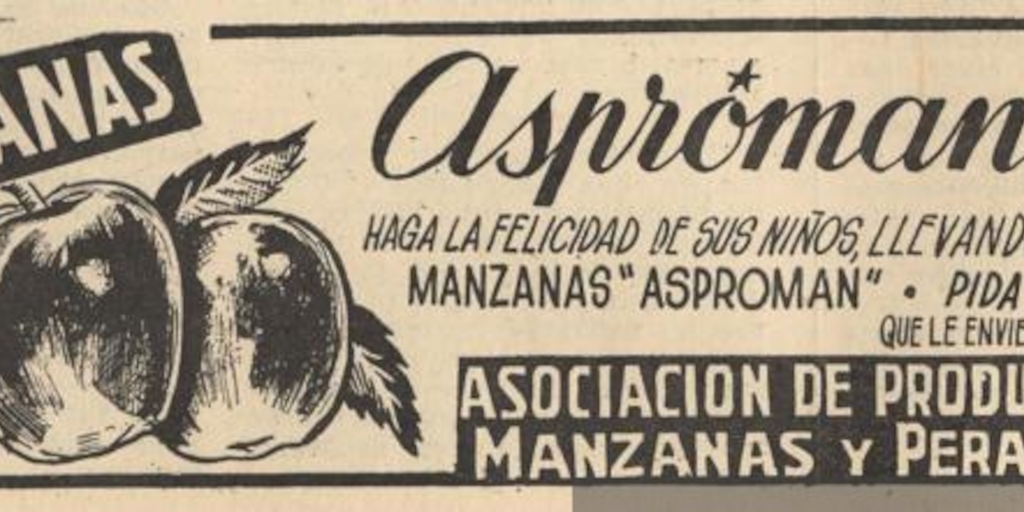 ANAS
Asproman
HAGA LA FELICIDAD DE SUS NIÑOS, LLEVAND
MANZANAS "ASPROMAN" • PIDA
QUE LE ENVIE
ASOCIACION DE PRODU
MANZANAS Y PERA